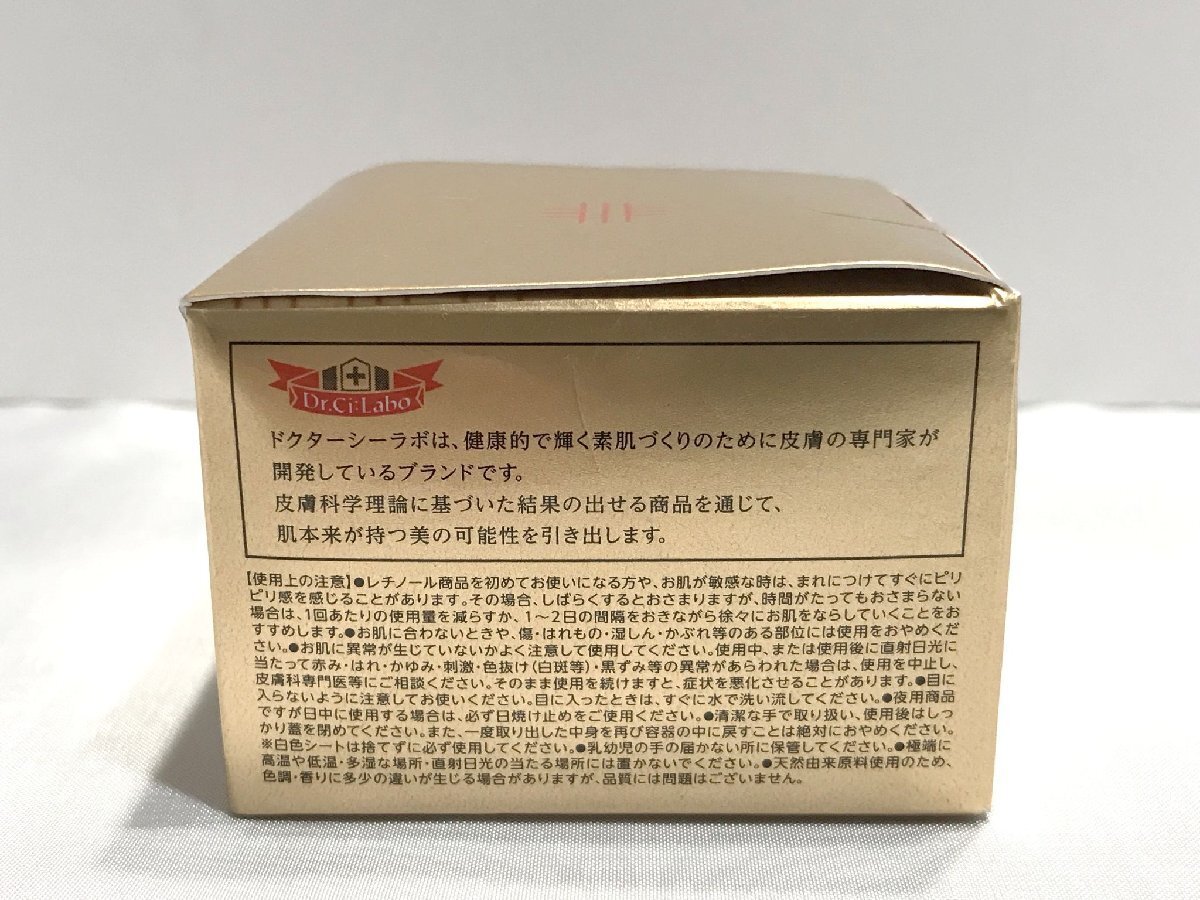 Dr.Ci:Labo
ドクターシーラボは、健康的で輝く素肌づくりのために皮膚の専門家が
開発しているブランドです。
皮膚科学理論に基づいた結果の出せる商品を通じて、
肌本来が持つ美の可能性を引き出します。
【使用上の注意】●レチノール商品を初めてお使いになる方や、お肌が敏感な時は、まれにつけてすぐにピリ
ピリ感を感じることがあります。その場合、しばらくするとおさまりますが、時間がたってもおさまらない
場合は、1回あたりの使用量を減らすか、1～2日の間隔をおきながら徐々にお肌をならしていくことをお
すすめします。●お肌に合わないときや、傷・はれもの・湿しん・かぶれ等のある部位には使用をおやめくだ
さい。●お肌に異常が生じていないかよく注意して使用してください。使用中、または使用後に直射日光に
当たって赤み・はれ・かゆみ・刺激・色抜け(白斑等)・黒ずみ等の異常があらわれた場合は、使用を中止し、
皮膚科専門医等にご相談ください。そのまま使用を続けますと、症状を悪化させることがあります。●目に
入らないように注意してお使いください。目に入ったときは、すぐに水で洗い流してください。●夜用商品
ですが日中に使用する場合は、必ず日焼け止めをご使用ください。●清潔な手で取り扱い、使用後はしっ
かり蓋を閉めてください。また、一度取り出した中身を再び容器の中に戻すことは絶対におやめください。
※白色シートは捨てずに必ず使用してください。●乳幼児の手の届かない所に保管してください。●極端に
高温や低温・多湿な場所・直射日光の当たる場所には置かないでください。●天然由来原料使用のため、
色調・香りに多少の違いが生じる場合がありますが、品質には問題はございません。